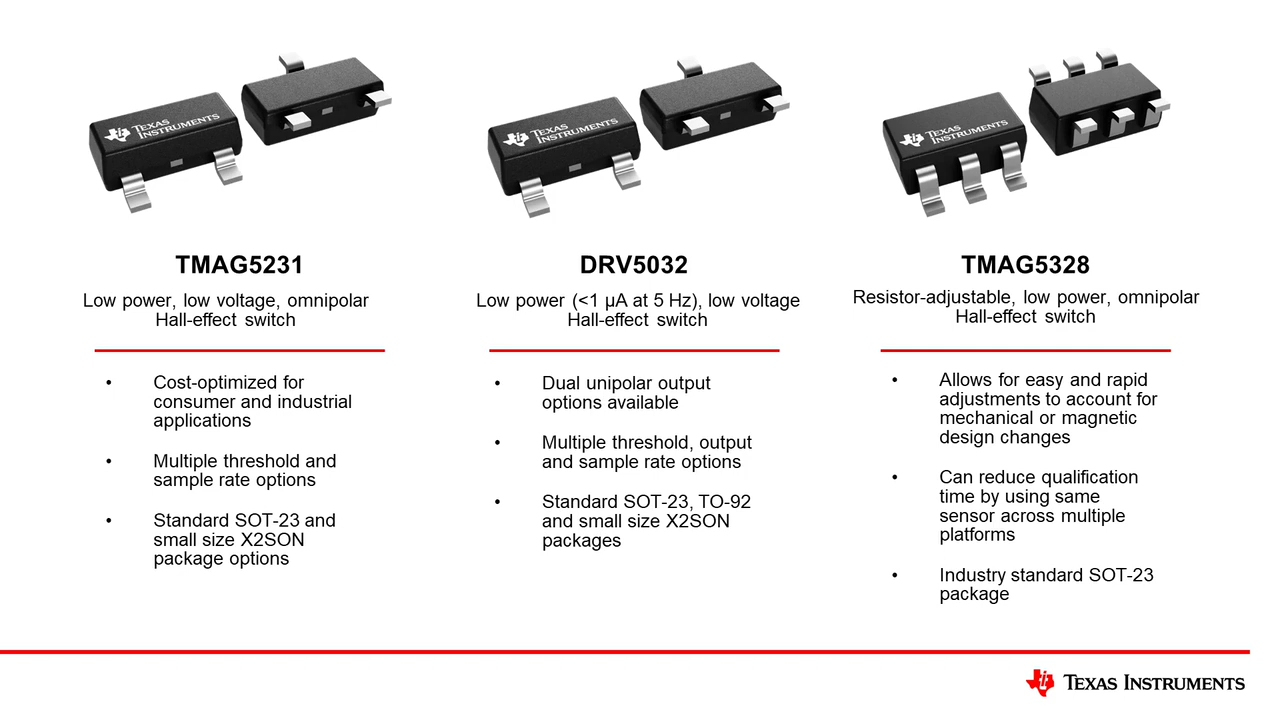 TEXAS
INSTRUMENTS
TEXAS
INSTRUMENTS
TEXAS
INSTRUMENTS
TMAG5231
Low power, low voltage, omnipolar
Hall-effect switch
• Cost-optimized for
consumer and industrial
applications
• Multiple threshold and
sample rate options
• Standard SOT-23 and
small size X2SON
package options
DRV5032
Low power (<1 µA at 5 Hz), low voltage
Hall-effect switch
• Dual unipolar output
options available
• Multiple threshold, output
and sample rate options
• Standard SOT-23, TO-92
and small size X2SON
packages
TMAG5328
Resistor-adjustable, low power, omnipolar
Hall-effect switch
• Allows for easy and rapid
adjustments to account for
mechanical or magnetic
design changes
• Can reduce qualification
time by using same
sensor across multiple
platforms
• Industry standard SOT-23
package
TEXAS INSTRUMENTS